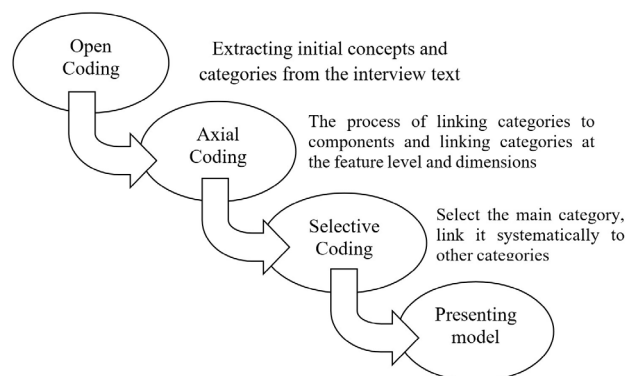 Open
Coding
Extracting initial concepts and
categories from the interview text
Axial
Coding
The process of linking categories to
components and linking categories at
the feature level and dimensions
Selective
Coding
Select the main category,
link it systematically to
other categories
Presenting
model